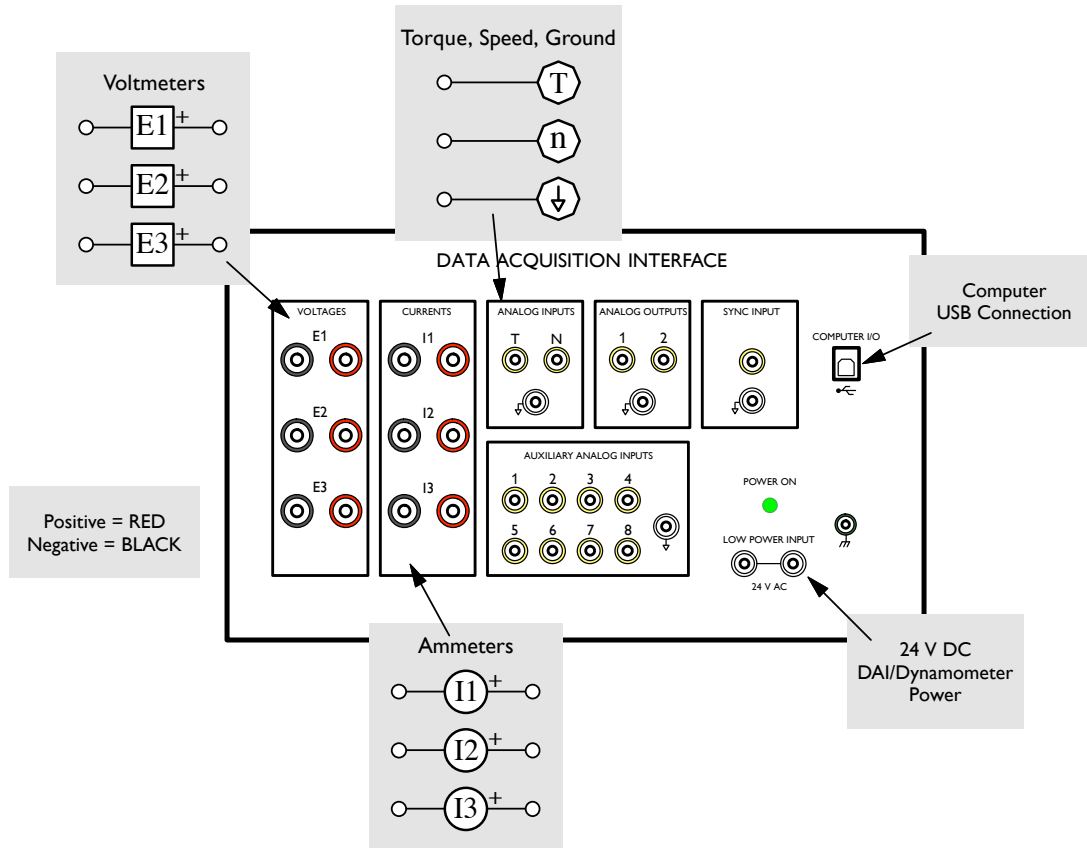 Torque, Speed, Ground
T
n
Voltmeters
E1 +
E2 +
E3 +
DATA ACQUISITION INTERFACE
Computer
USB Connection
VOLTAGES
E1
E2
E3
CURRENTS
I1
I2
I3
ANALOG INPUTS
T N
ANALOG OUTPUTS
1 2
SYNC INPUT
COMPUTER I/O
AUXILIARY ANALOG INPUTS
1 2 3 4
5 6 7 8
POWER ON
LOW POWER INPUT
24 V AC
Positive = RED
Negative = BLACK
Ammeters
I1 +
I2 +
I3 +
24 V DC
DAI/Dynamometer
Power